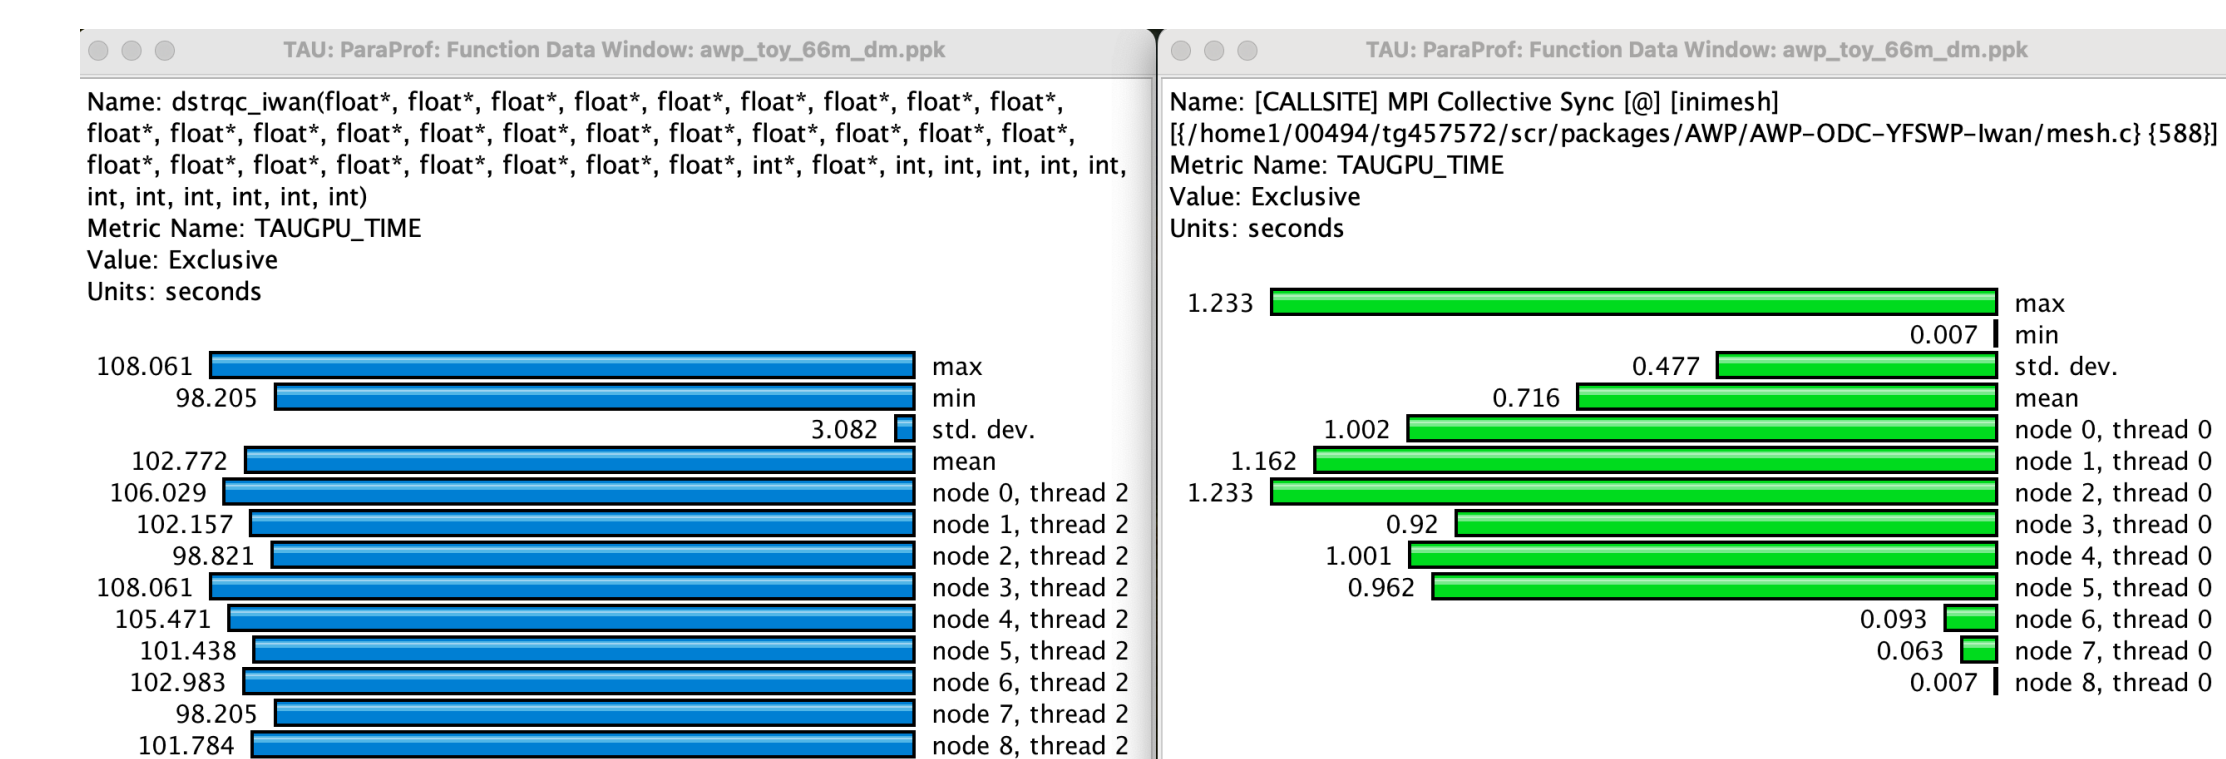 TAU: ParaProf: Function Data Window: awp_toy_66m_dm.ppk
Name: dstrqc_iwan(float*, float*, float*, float*, float*, float*, float*, float*, float*,
float*, float*, float*, float*, float*, float*, float*, float*, float*, float*, float*, float*,
float*, float*, float*, float*, float*, float*, float*, float*, int*, float*, int, int, int, int, int,
int, int, int, int, int, int)
Metric Name: TAUGPU_TIME
Value: Exclusive
Units: seconds
108.061 max
98.205 min
3.082 std. dev.
102.772 mean
106.029 node 0, thread 2
102.157 node 1, thread 2
98.821 node 2, thread 2
108.061 node 3, thread 2
105.471 node 4, thread 2
101.438 node 5, thread 2
102.983 node 6, thread 2
98.205 node 7, thread 2
101.784 node 8, thread 2
TAU: ParaProf: Function Data Window: awp_toy_66m_dm.ppk
Name: [CALLSITE] MPI Collective Sync [@] [inimesh]
[{/home1/00494/tg457572/scr/packages/AWP/AWP-ODC-YFSWP-Iwan/mesh.c} {588}]
Metric Name: TAUGPU_TIME
Value: Exclusive
Units: seconds
1.233 max
0.007 min
0.477 std. dev.
0.716 mean
1.002 node 0, thread 0
1.162 node 1, thread 0
1.233 node 2, thread 0
0.92 node 3, thread 0
1.001 node 4, thread 0
0.962 node 5, thread 0
0.093 node 6, thread 0
0.063 node 7, thread 0
0.007 node 8, thread 0